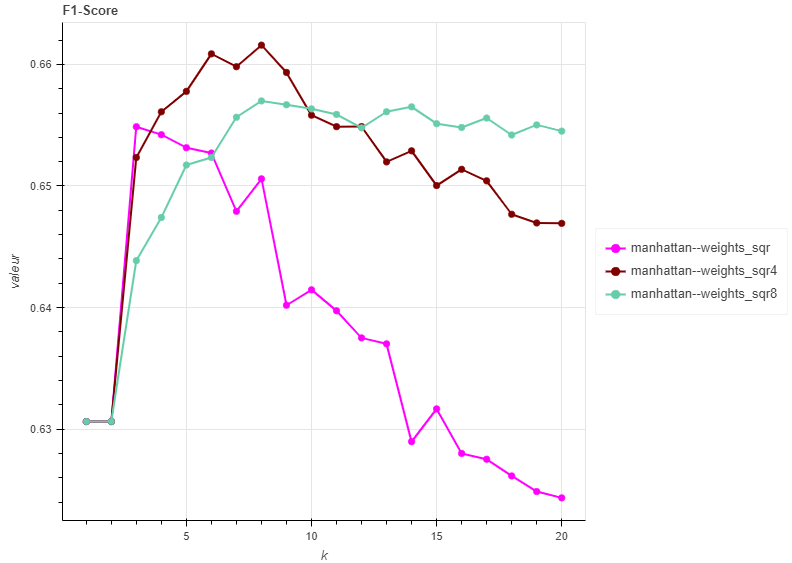 F1-Score
0.66
0.65
0.64
0.63
valeur
5
10
15
20
k
manhattan--weights_sqr
manhattan--weights_sqr4
manhattan--weights_sqr8